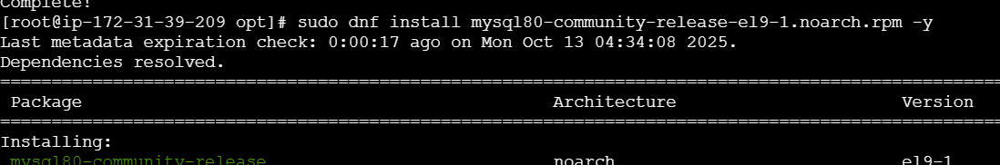 Complete!
[root@ip-172-31-39-209 opt]# sudo dnf install mysql80-community-release-el9-1.noarch.rpm -y
Last metadata expiration check: 0:00:17 ago on Mon Oct 13 04:34:08 2025.
Dependencies resolved.
================================================================================================
Package Architecture Version
================================================================================================
Installing:
mysql80-community-release noarch el9-1